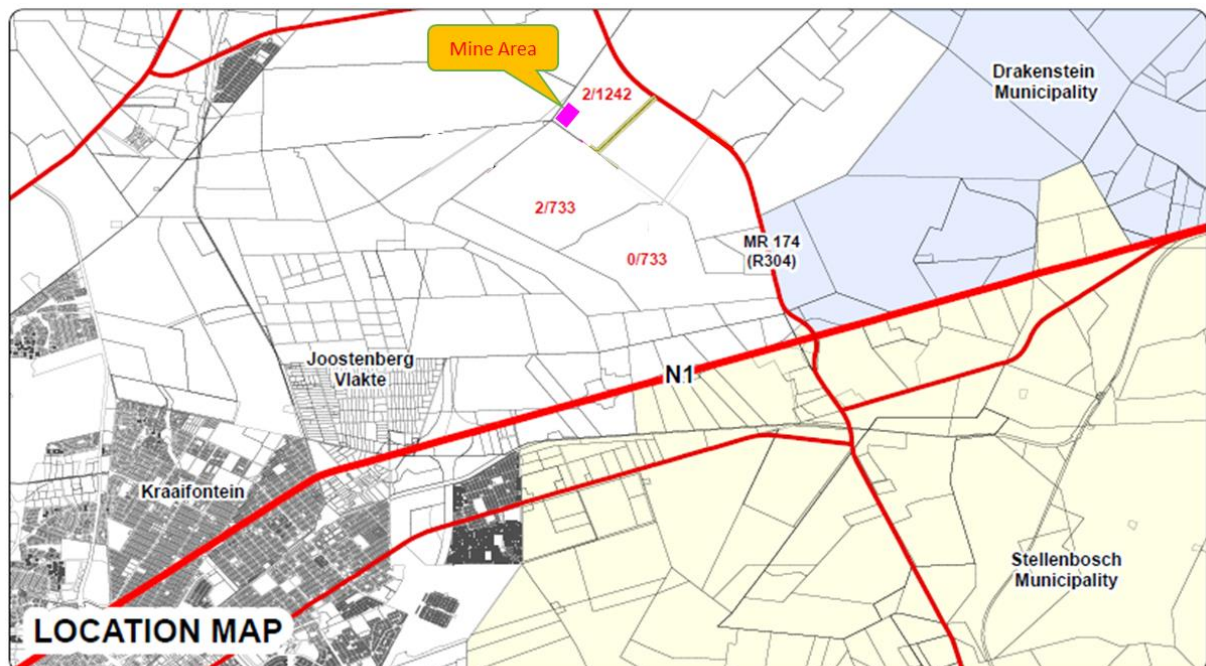 Mine Area
2/1242
Drakenstein
Municipality
2/733
0/733
MR 174
(R304)
Joostenberg
Vlakte
N1
Kraaifontein
Stellenbosch
Municipality
LOCATION MAP